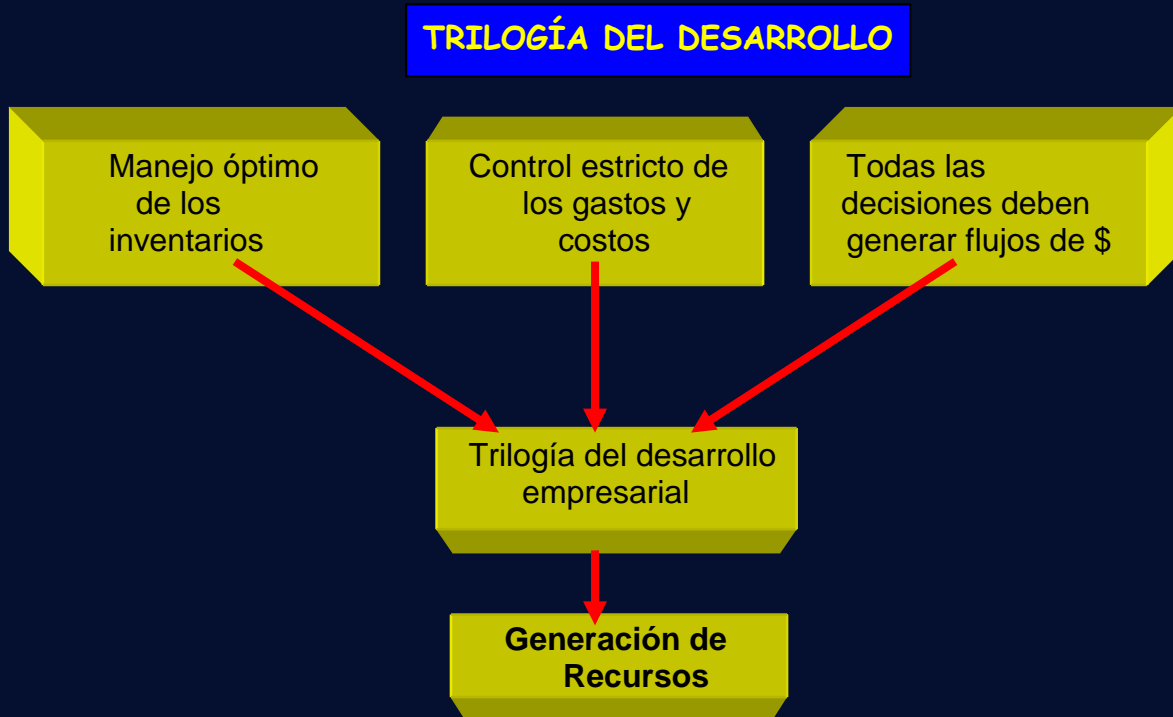 TRILOGÍA DEL DESARROLLO
Manejo óptimo
de los
inventarios
Control estricto de
los gastos y
costos
Todas las
decisiones deben
generar flujos de $
Trilogía del desarrollo
empresarial
Generación de
Recursos